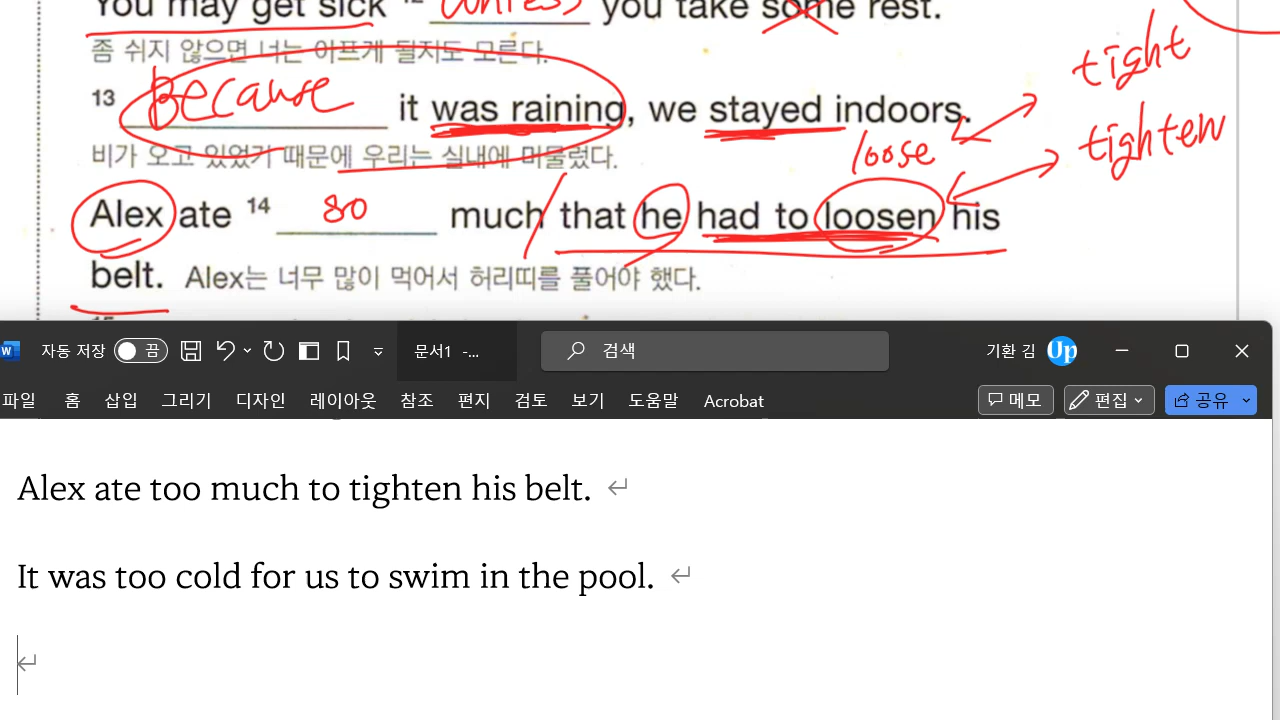 You may get sick 12 unless you take some rest.
좀 쉬지 않으면 너는 아프게 될지도 모른다.
tight
13 Because it was raining, we stayed indoors.
tighten
비가 오고 있었기 때문에 우리는 실내에 머물렀다.
loose
Alex ate 14 so much that he had to loosen his
belt. Alex는 너무 많이 먹어서 허리띠를 풀어야 했다.
자동 저장 끔 문서1 -... 검색 기환 김 Up
파일 홈 삽입 그리기 디자인 레이아웃 참조 편지 검토 보기 도움말 Acrobat 메모 편집 공유
Alex ate too much to tighten his belt.
It was too cold for us to swim in the pool.